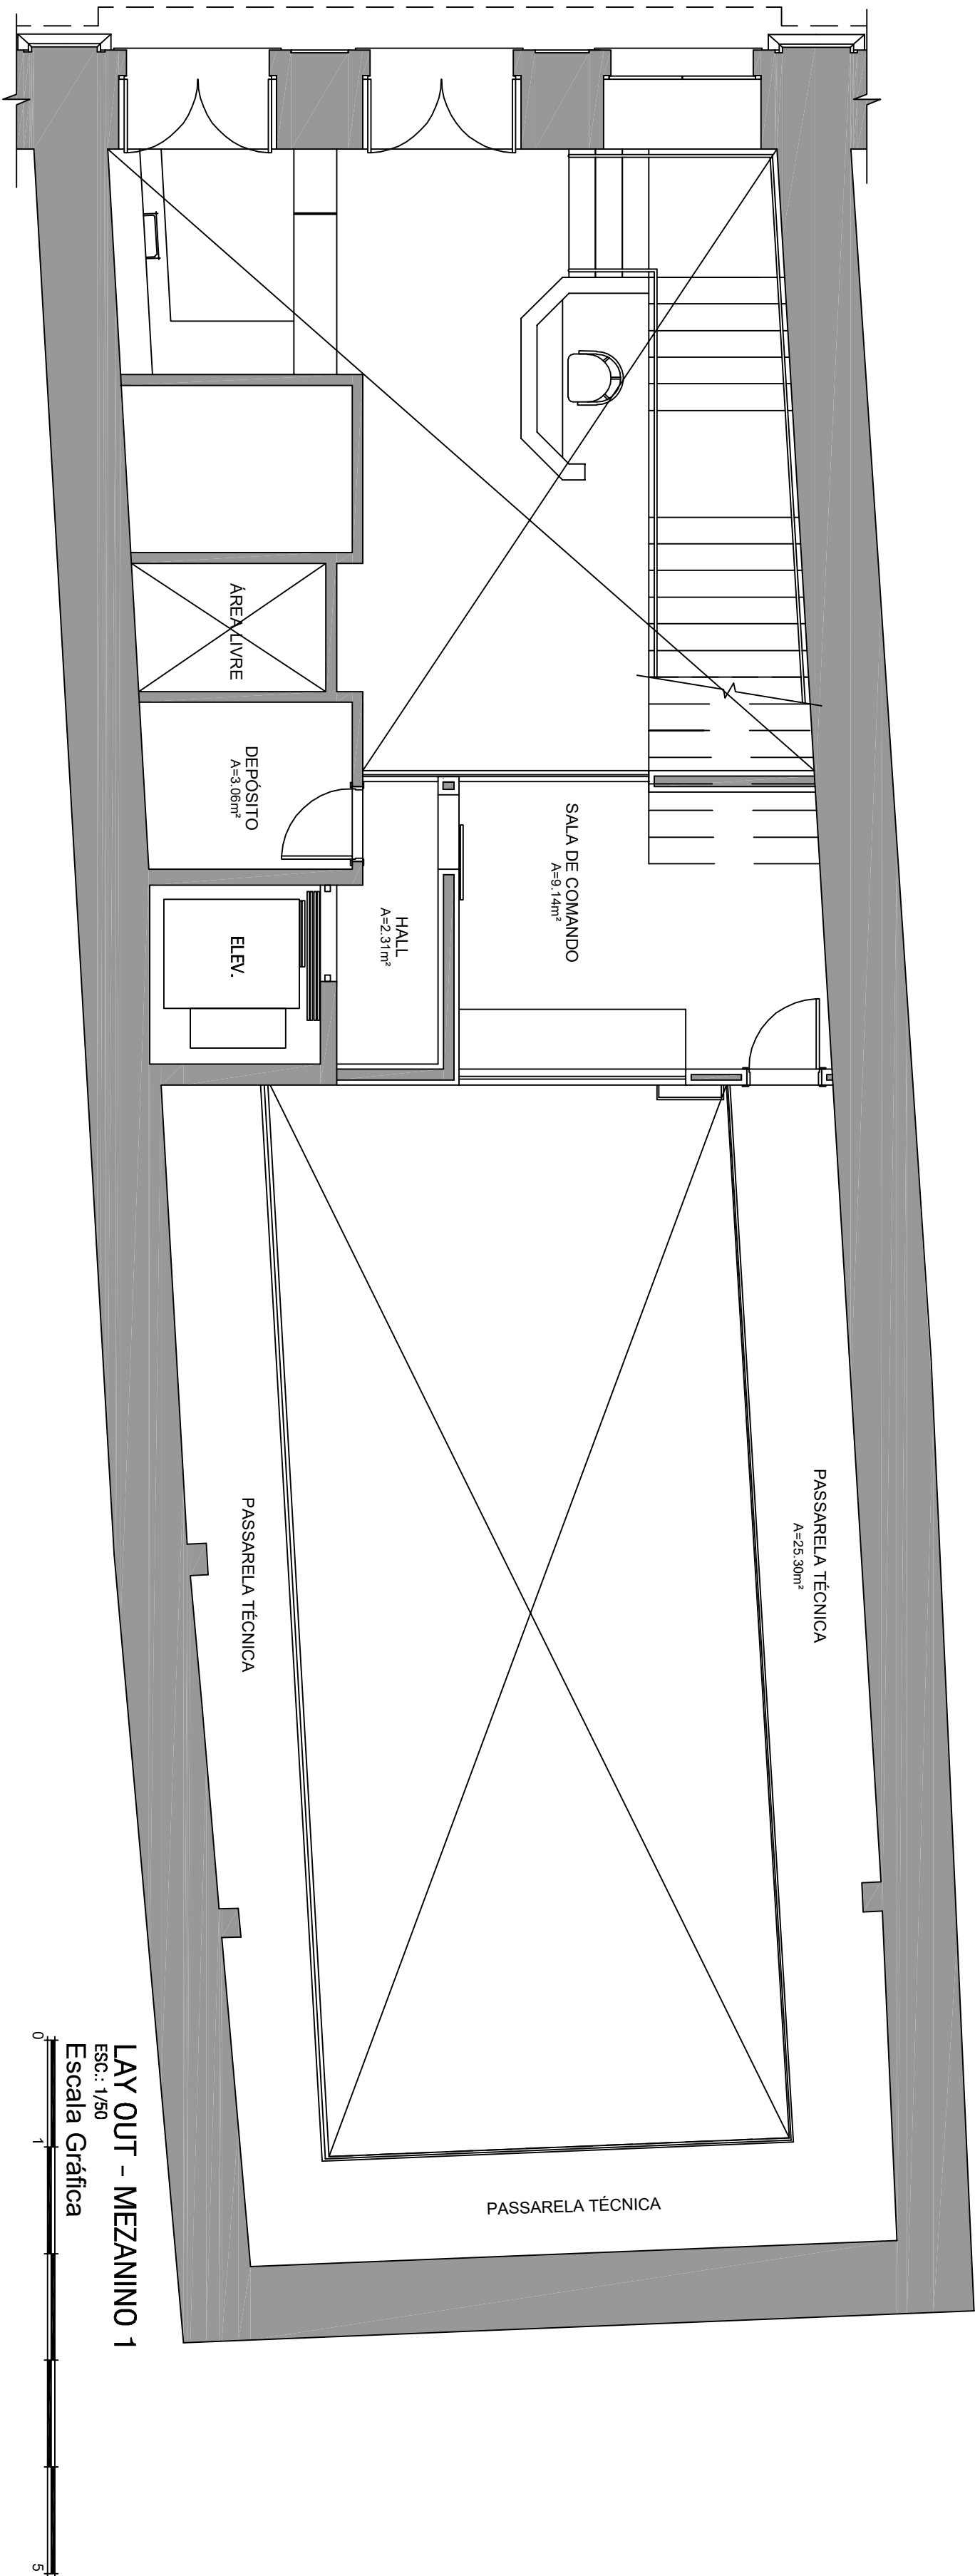 ÁREA LIVRE
DEPÓSITO
A=3.06m²
SALA DE COMANDO
A=9.14m²
HALL
A=2.31m²
ELEV.
PASSARELA TÉCNICA
A=25.30m²
PASSARELA TÉCNICA
PASSARELA TÉCNICA
LAY OUT - MEZANINO 1
ESC.: 1/50
Escala Gráfica
0 1 5